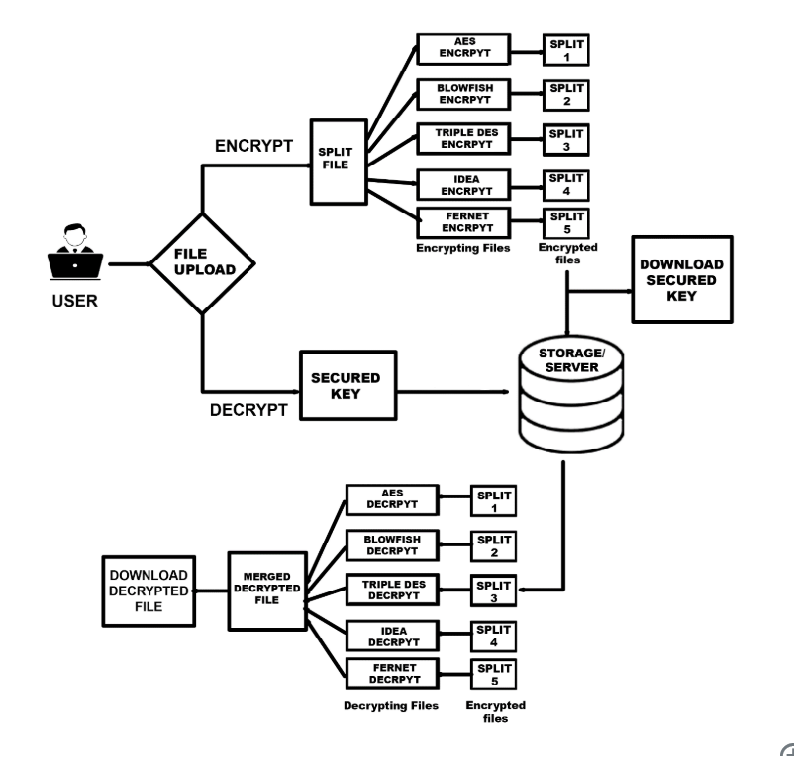 AES
ENCRPYT
SPLIT
1
BLOWFISH
ENCRPYT
SPLIT
2
ENCRYPT
SPLIT
FILE
TRIPLE DES
ENCRPYT
SPLIT
3
IDEA
ENCRPYT
SPLIT
4
FERNET
ENCRPYT
SPLIT
5
Encrypting Files
Encrypted
files
USER
FILE
UPLOAD
DOWNLOAD
SECURED
KEY
STORAGE/
SERVER
SECURED
KEY
DECRYPT
AES
DECRPYT
SPLIT
1
BLOWFISH
DECRPYT
SPLIT
2
DOWNLOAD
DECRYPTED
FILE
MERGED
DECRYPTED
FILE
TRIPLE DES
DECRPYT
SPLIT
3
IDEA
DECRPYT
SPLIT
4
FERNET
DECRPYT
SPLIT
5
Decrypting Files
Encrypted
files